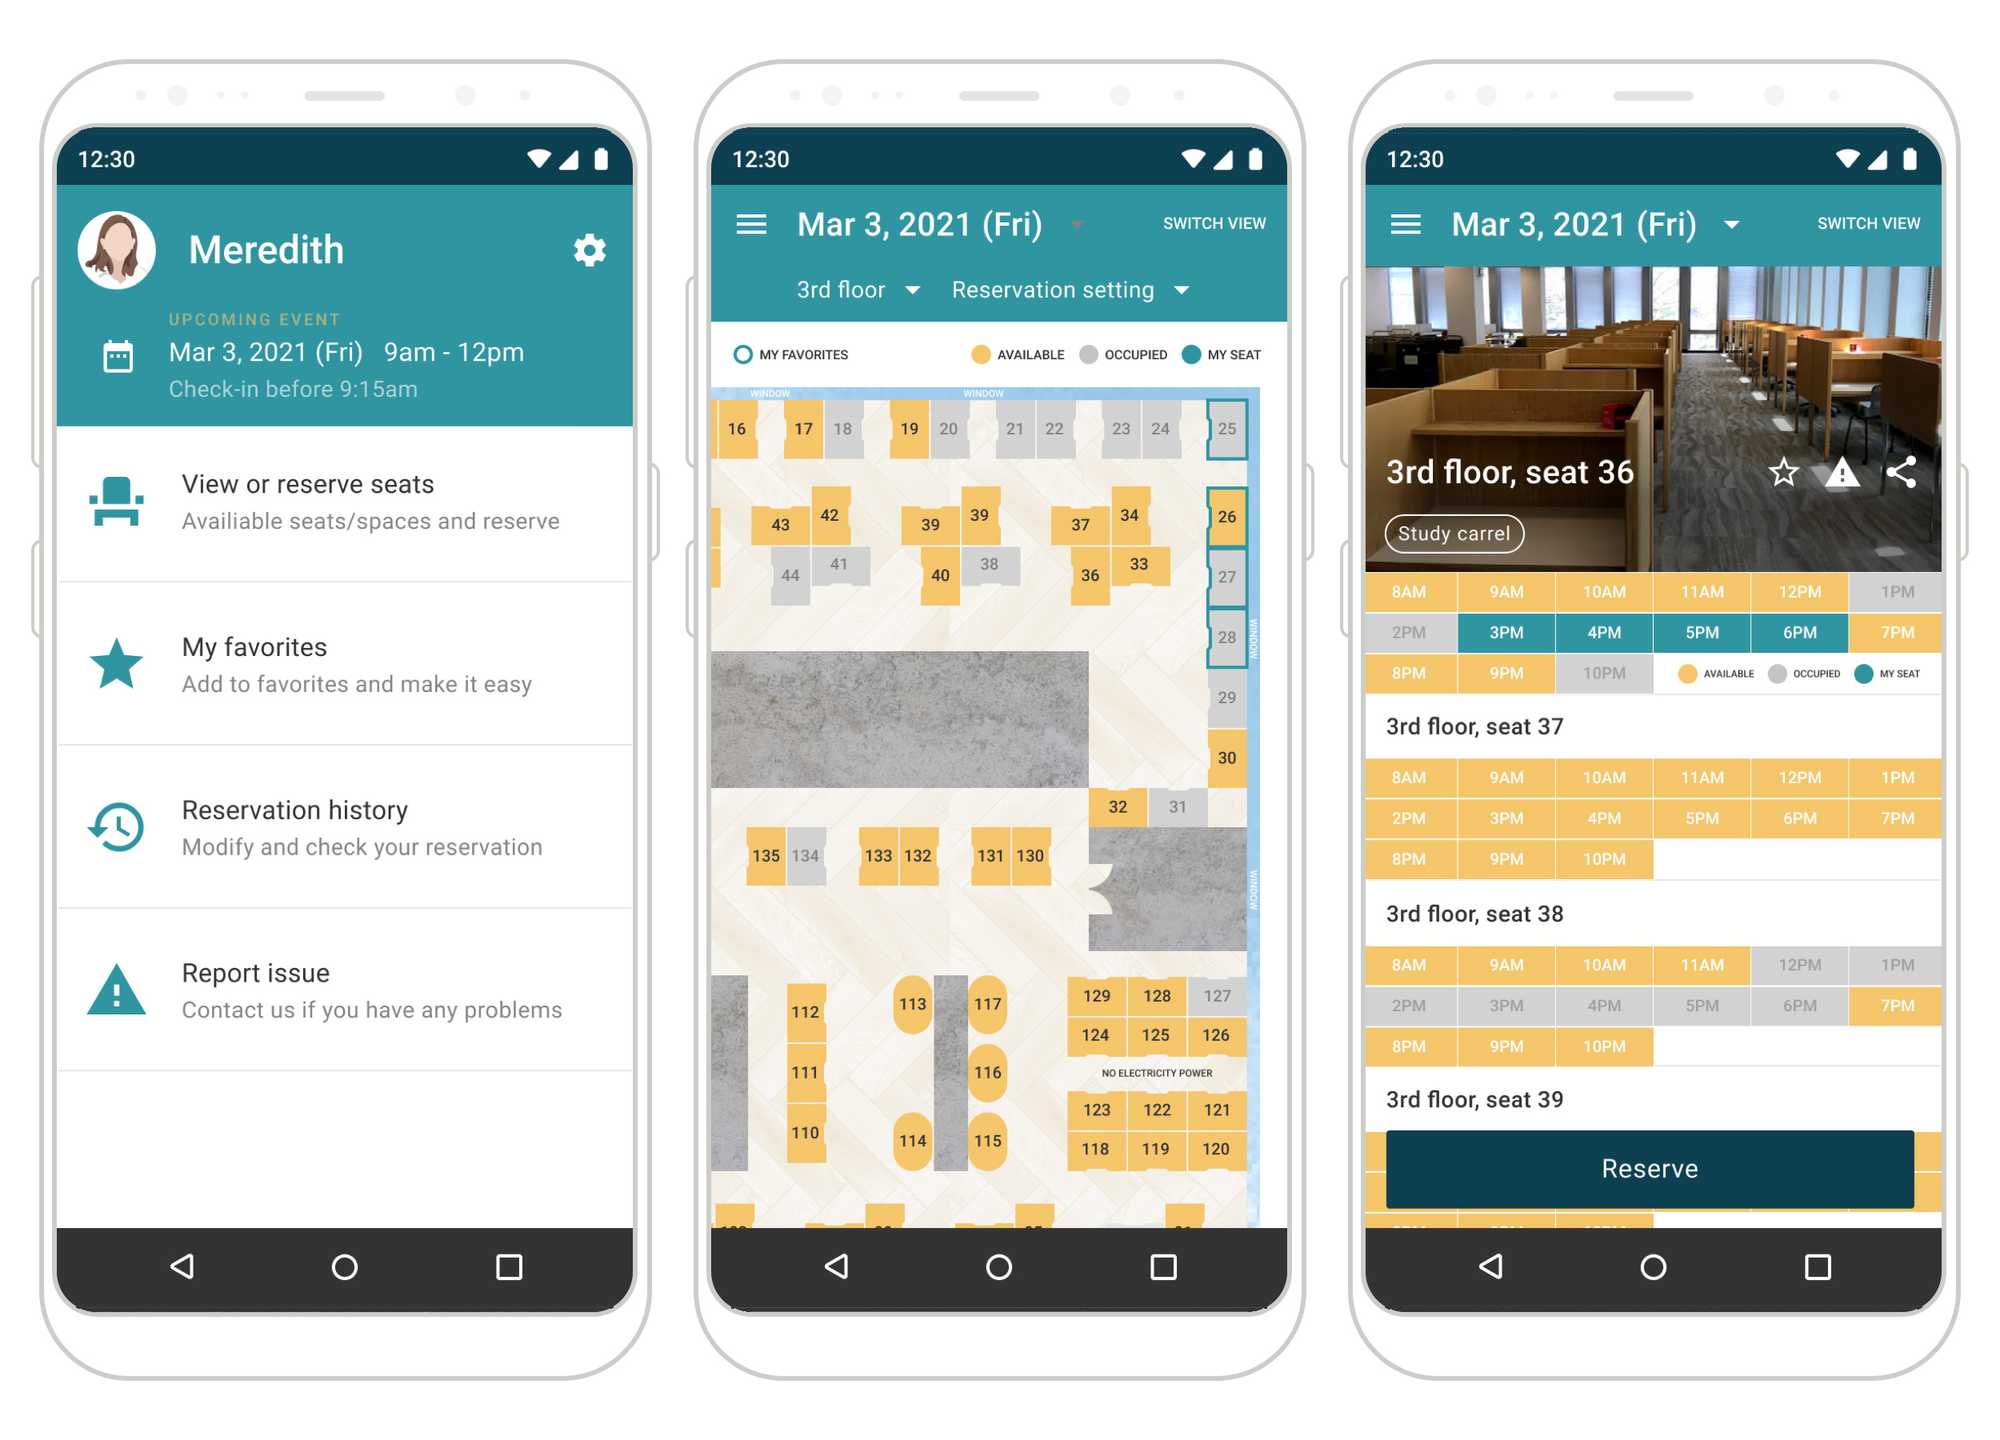 12:30
Meredith
UPCOMING EVENT
Mar 3, 2021 (Fri) 9am - 12pm
Check-in before 9:15am
View or reserve seats
Availiable seats/spaces and reserve
My favorites
Add to favorites and make it easy
Reservation history
Modify and check your reservation
Report issue
Contact us if you have any problems
12:30
Mar 3, 2021 (Fri) SWITCH VIEW
3rd floor Reservation setting
MY FAVORITES AVAILABLE OCCUPIED MY SEAT
WINDOW WINDOW
16 17 18 19 20 21 22 23 24 25
43 42 39 39 37 34 26
44 41 40 38 36 33 27
28
WINDOW
29
30
32 31
135 134 133 132 131 130
WINDOW
112 113 117 129 128 127
124 125 126
111 116 NO ELECTRICITY POWER
123 122 121
110 114 115 118 119 120
12:30
Mar 3, 2021 (Fri) SWITCH VIEW
3rd floor, seat 36
Study carrel
8AM 9AM 10AM 11AM 12PM 1PM
2PM 3PM 4PM 5PM 6PM 7PM
8PM 9PM 10PM AVAILABLE OCCUPIED MY SEAT
3rd floor, seat 37
8AM 9AM 10AM 11AM 12PM 1PM
2PM 3PM 4PM 5PM 6PM 7PM
8PM 9PM 10PM
3rd floor, seat 38
8AM 9AM 10AM 11AM 12PM 1PM
2PM 3PM 4PM 5PM 6PM 7PM
8PM 9PM 10PM
3rd floor, seat 39
Reserve